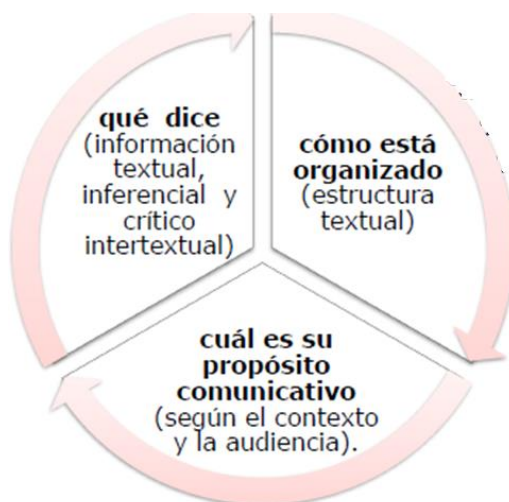 qué dice
(información
textual,
inferencial y
crítico
intertextual)
cómo está
organizado
(estructura
textual)
cuál es su
propósito
comunicativo
(según el contexto
y la audiencia).